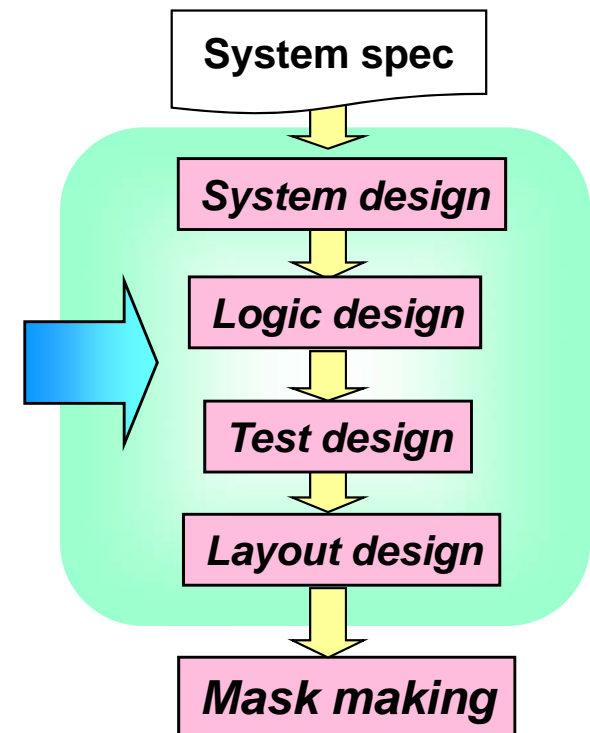 System spec
System design
Logic design
Test design
Layout design
Mask making